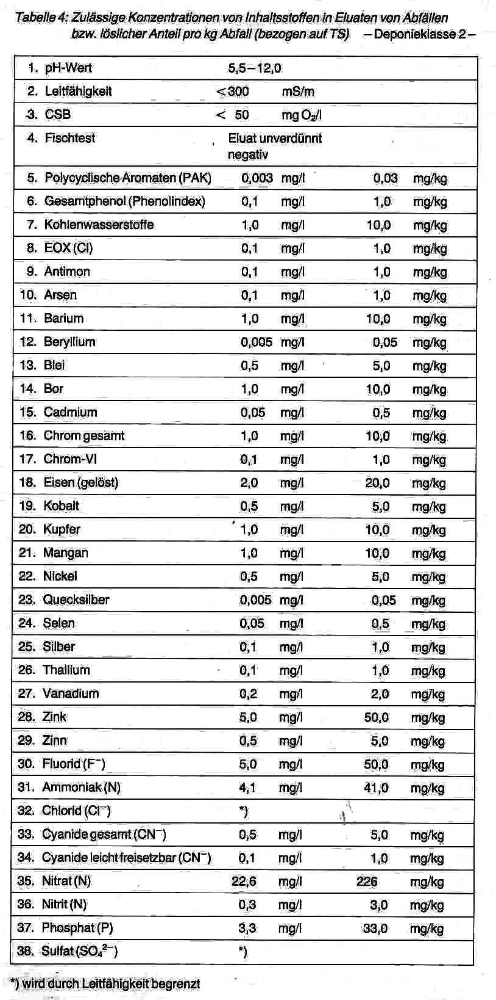 Tabelle 4: Zulässige Konzentrationen von Inhaltsstoffen in Eluaten von Abfällen
bzw. löslicher Anteil pro kg Abfall (bezogen auf TS) – Deponieklasse 2 –
1. pH-Wert 5,5–12,0
2. Leitfähigkeit <300 mS/m
3. CSB < 50 mg O₂/l
4. Fischtest Eluat unverdünnt
negativ
5. Polycyclische Aromaten (PAK) 0,003 mg/l 0,03 mg/kg
6. Gesamtphenol (Phenolindex) 0,1 mg/l 1,0 mg/kg
7. Kohlenwasserstoffe 1,0 mg/l 10,0 mg/kg
8. EOX (Cl) 0,1 mg/l 1,0 mg/kg
9. Antimon 0,1 mg/l 1,0 mg/kg
10. Arsen 0,1 mg/l 1,0 mg/kg
11. Barium 1,0 mg/l 10,0 mg/kg
12. Beryllium 0,005 mg/l 0,05 mg/kg
13. Blei 0,5 mg/l 5,0 mg/kg
14. Bor 1,0 mg/l 10,0 mg/kg
15. Cadmium 0,05 mg/l 0,5 mg/kg
16. Chrom gesamt 1,0 mg/l 10,0 mg/kg
17. Chrom-VI 0,1 mg/l 1,0 mg/kg
18. Eisen (gelöst) 2,0 mg/l 20,0 mg/kg
19. Kobalt 0,5 mg/l 5,0 mg/kg
20. Kupfer 1,0 mg/l 10,0 mg/kg
21. Mangan 1,0 mg/l 10,0 mg/kg
22. Nickel 0,5 mg/l 5,0 mg/kg
23. Quecksilber 0,005 mg/l 0,05 mg/kg
24. Selen 0,05 mg/l 0,5 mg/kg
25. Silber 0,1 mg/l 1,0 mg/kg
26. Thallium 0,1 mg/l 1,0 mg/kg
27. Vanadium 0,2 mg/l 2,0 mg/kg
28. Zink 5,0 mg/l 50,0 mg/kg
29. Zinn 0,5 mg/l 5,0 mg/kg
30. Fluorid (F⁻) 5,0 mg/l 50,0 mg/kg
31. Ammoniak (N) 4,1 mg/l 41,0 mg/kg
32. Chlorid (Cl⁻) *)
33. Cyanide gesamt (CN⁻) 0,5 mg/l 5,0 mg/kg
34. Cyanide leicht freisetzbar (CN⁻) 0,1 mg/l 1,0 mg/kg
35. Nitrat (N) 22,6 mg/l 226 mg/kg
36. Nitrit (N) 0,3 mg/l 3,0 mg/kg
37. Phosphat (P) 3,3 mg/l 33,0 mg/kg
38. Sulfat (SO₄²⁻) *)
*) wird durch Leitfähigkeit begrenzt